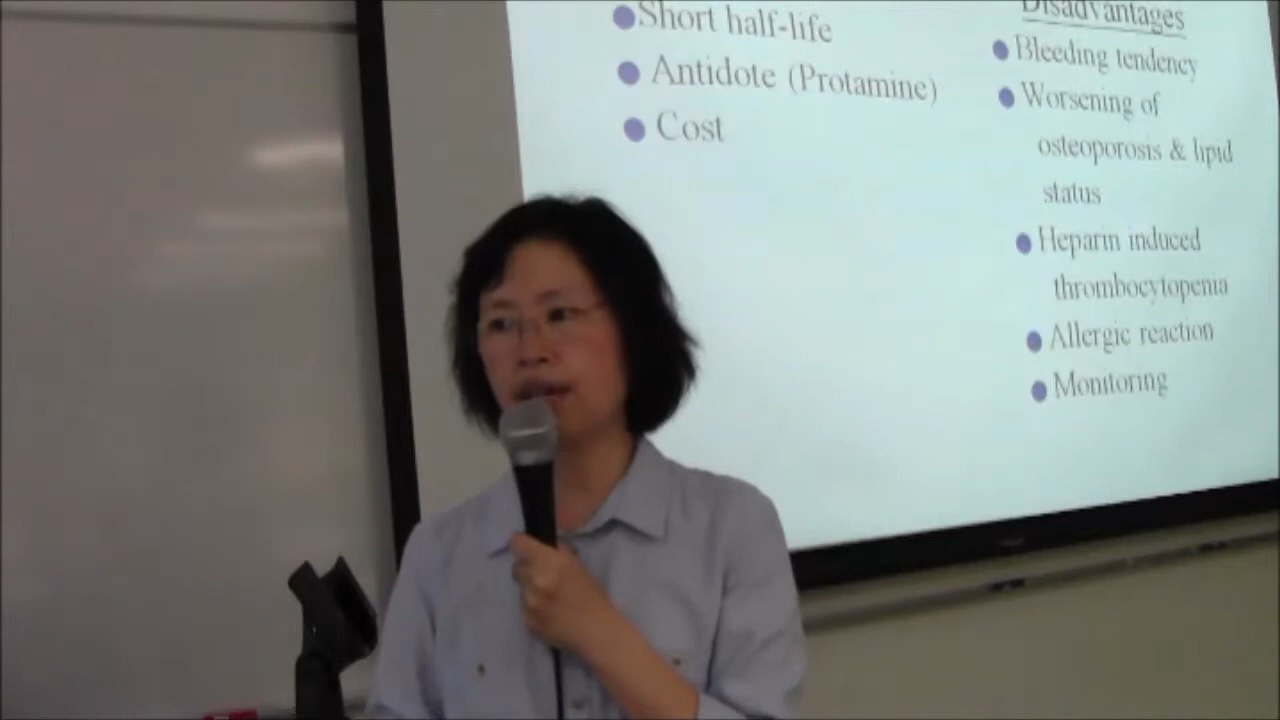 Short half-life
Antidote (Protamine)
Cost
Disadvantages
Bleeding tendency
Worsening of
osteoporosis & lipid
status
Heparin induced
thrombocytopenia
Allergic reaction
Monitoring